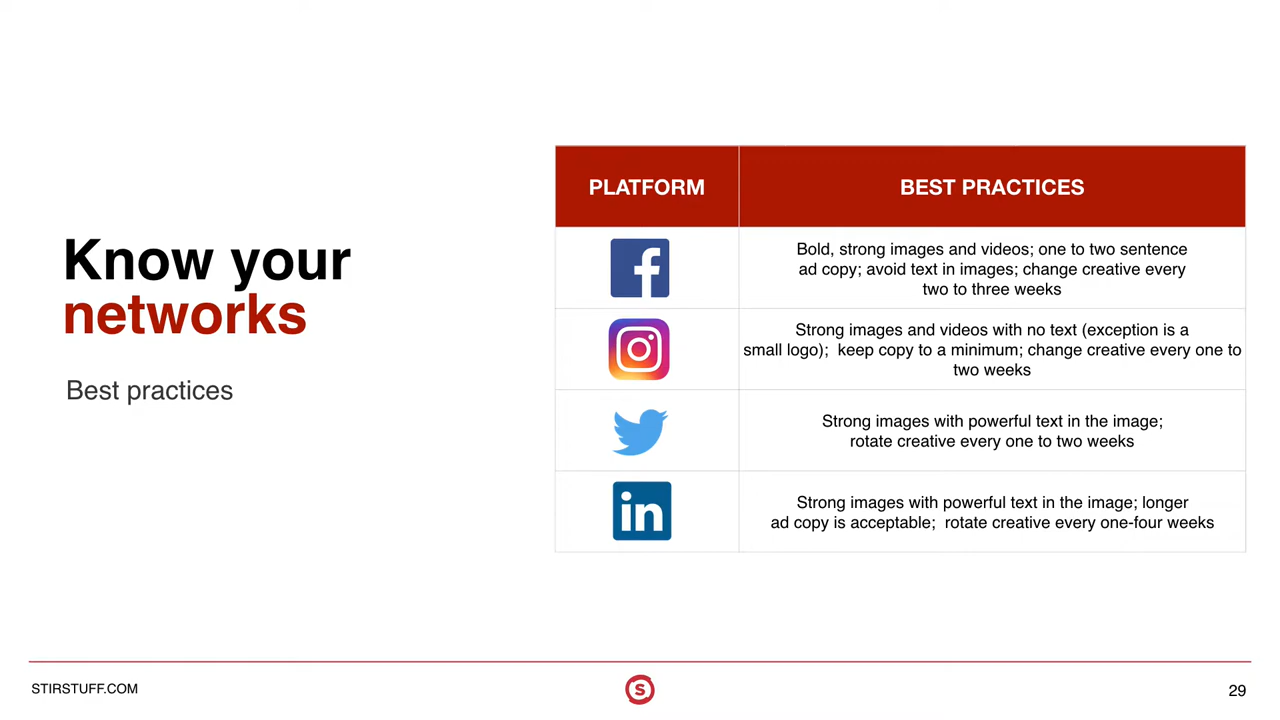 Know your
networks
Best practices
PLATFORM
BEST PRACTICES
Bold, strong images and videos; one to two sentence
ad copy; avoid text in images; change creative every
two to three weeks
Strong images and videos with no text (exception is a
small logo);  keep copy to a minimum; change creative every one to
two weeks
Strong images with powerful text in the image;
rotate creative every one to two weeks
in
Strong images with powerful text in the image; longer
ad copy is acceptable;  rotate creative every one-four weeks
STIRSTUFF.COM
S
29